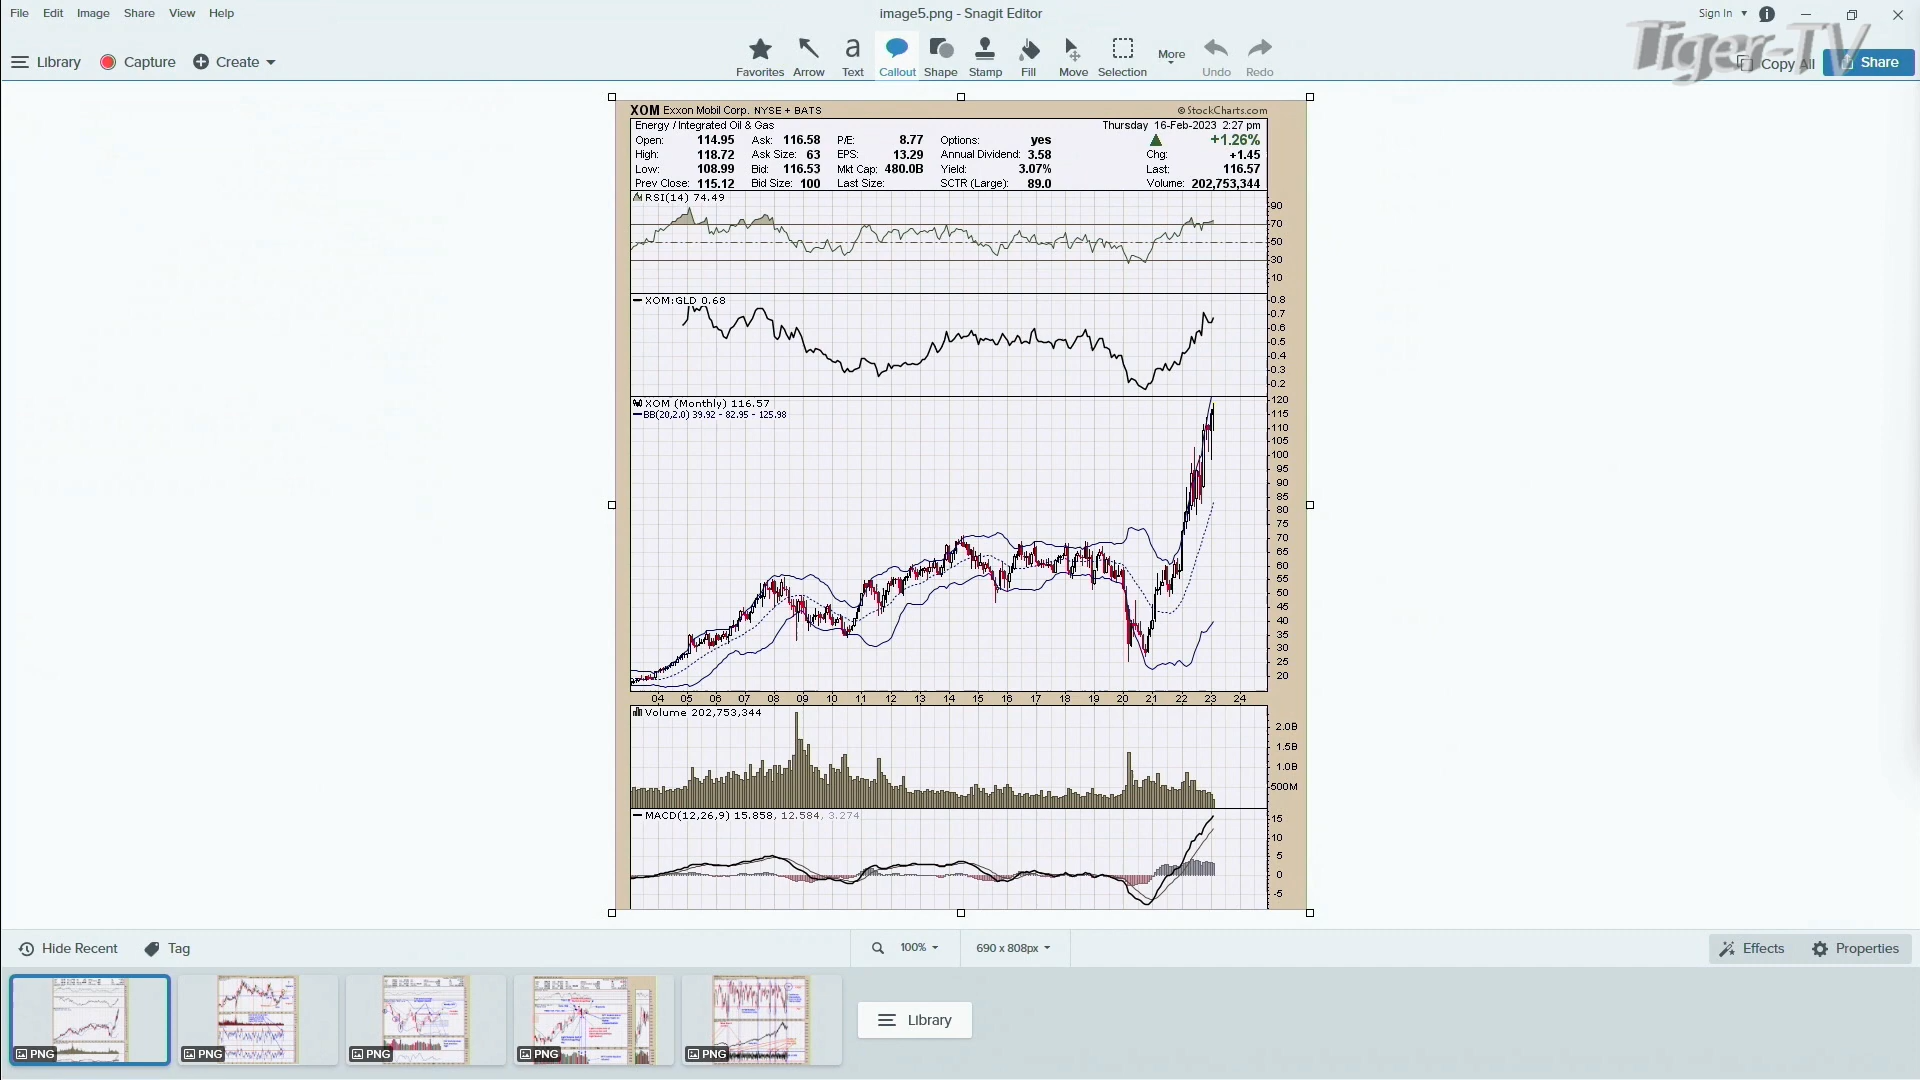 File Edit Image Share View Help
image5.png - Snagit Editor
Sign In
Library Capture Create
Favorites Arrow Text Callout Shape Stamp Fill Move Selection More Undo Redo
Copy All Share
Tiger-TV
XOM Exxon Mobil Corp. NYSE + BATS © StockCharts.com
Energy / Integrated Oil & Gas Thursday 16-Feb-2023 2:27 pm
Open: 114.95 Ask: 116.58 P/E: 8.77 Options: yes +1.26%
High: 118.72 Ask Size: 63 EPS: 13.29 Annual Dividend: 3.58 Chg: +1.45
Low: 108.99 Bid: 116.53 Mkt Cap: 480.0B Yield: 3.07% Last: 116.57
Prev Close: 115.12 Bid Size: 100 Last Size: SCTR (Large): 89.0 Volume: 202,753,344
RSI(14) 74.49
90
70
50
30
10
XOM:GLD 0.68
0.8
0.7
0.6
0.5
0.4
0.3
0.2
XOM (Monthly) 116.57
BB(20,2.0) 39.92 - 82.95 - 125.98
120
115
110
105
100
95
90
85
80
75
70
65
60
55
50
45
40
35
30
25
20
04 05 06 07 08 09 10 11 12 13 14 15 16 17 18 19 20 21 22 23 24
Volume 202,753,344
2.0B
1.5B
1.0B
500M
MACD(12,26,9) 15.858, 12.584, 3.274
15
10
5
0
-5
Hide Recent Tag 100% 690 x 808px Effects Properties
PNG PNG PNG PNG PNG
Library